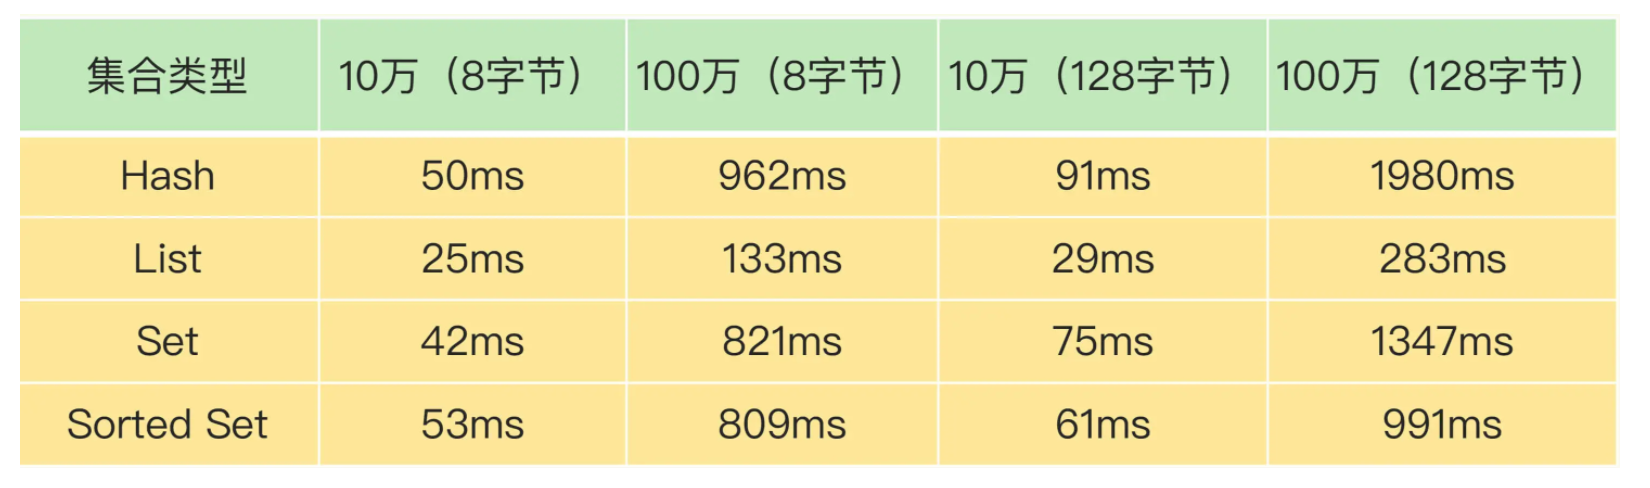 集合类型 10万（8字节） 100万（8字节） 10万（128字节） 100万（128字节）
Hash 50ms 962ms 91ms 1980ms
List 25ms 133ms 29ms 283ms
Set 42ms 821ms 75ms 1347ms
Sorted Set 53ms 809ms 61ms 991ms